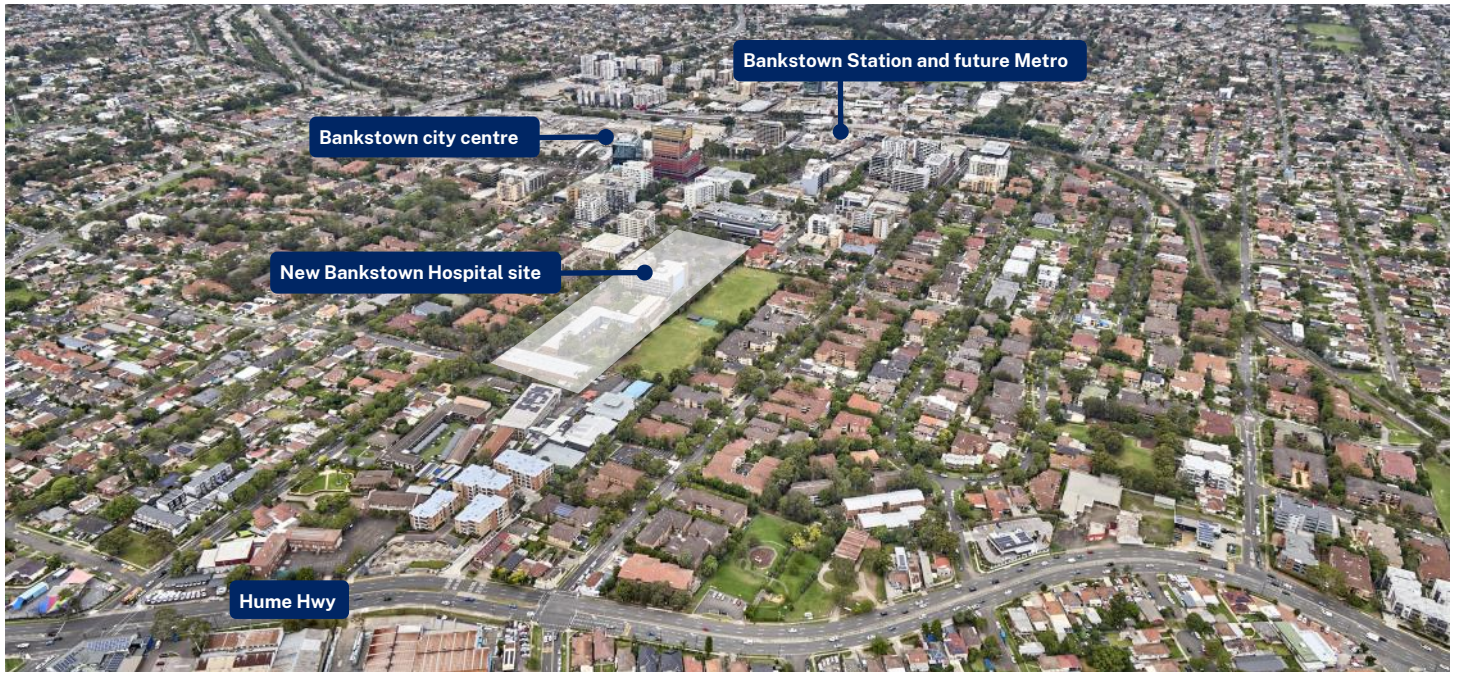 Bankstown Station and future Metro
Bankstown city centre
New Bankstown Hospital site
Hume Hwy